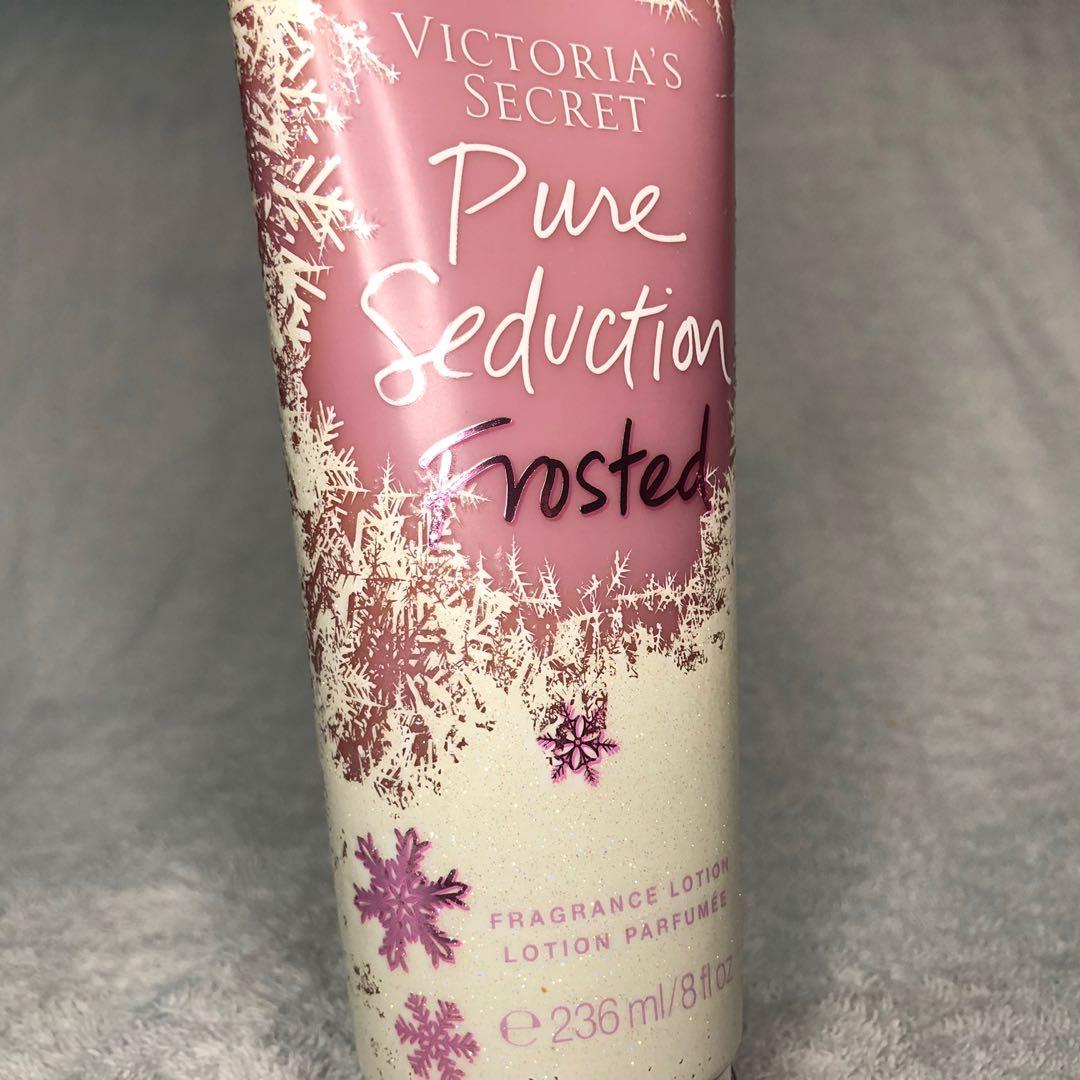 VICTORIA'S
SECRET
Pure
Seduction
Frosted
FRAGRANCE LOTION
LOTION PARFUMÉE
℮ 236 ml/8 fl oz